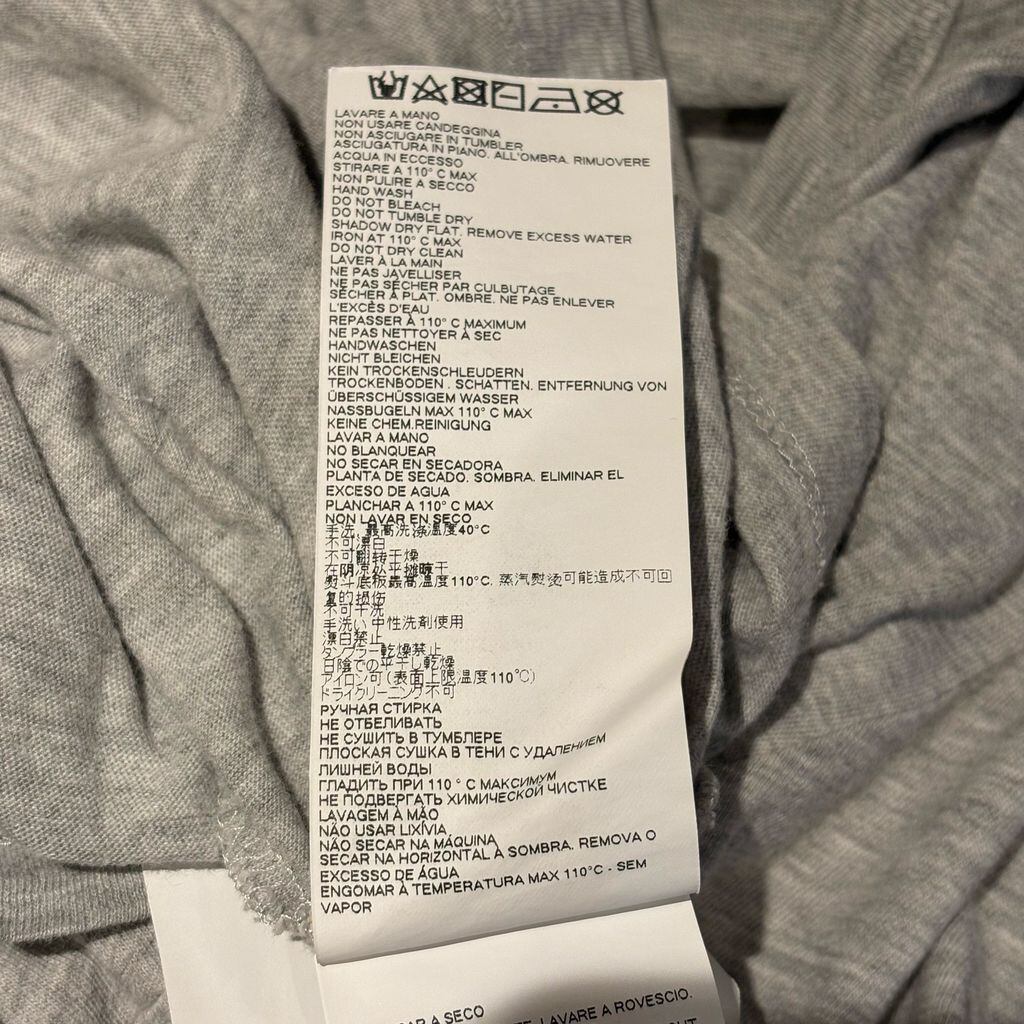 LAVARE A MANO
NON USARE CANDEGGINA
NON ASCIUGARE IN TUMBLER
ASCIUGATURA IN PIANO. ALL'OMBRA. RIMUOVERE
ACQUA IN ECCESSO
STIRARE A 110° C MAX
NON PULIRE A SECCO
HAND WASH
DO NOT BLEACH
DO NOT TUMBLE DRY
SHADOW DRY FLAT. REMOVE EXCESS WATER
IRON AT 110° C MAX
DO NOT DRY CLEAN
LAVER À LA MAIN
NE PAS JAVELLISER
NE PAS SÉCHER PAR CULBUTAGE
SÉCHER À PLAT. OMBRE. NE PAS ENLEVER
L'EXCÈS D'EAU
REPASSER À 110° C MAXIMUM
NE PAS NETTOYER À SEC
HANDWASCHEN
NICHT BLEICHEN
KEIN TROCKENSCHLEUDERN
TROCKENBODEN . SCHATTEN. ENTFERNUNG VON
ÜBERSCHÜSSIGEM WASSER
NASSBUGELN MAX 110° C MAX
KEINE CHEM.REINIGUNG
LAVAR A MANO
NO BLANQUEAR
NO SECAR EN SECADORA
PLANTA DE SECADO. SOMBRA. ELIMINAR EL
EXCESO DE AGUA
PLANCHAR A 110° C MAX
NON LAVAR EN SECO
手洗, 最高洗涤温度40°C
不可漂白
不可翻转干燥
在阴凉处平摊晾干
熨斗底板最高温度110°C, 蒸汽熨烫可能造成不可回
复的损伤
不可干洗
手洗い 中性洗剤使用
漂白禁止
タンブラー乾燥禁止
日陰での平干し乾燥
アイロン可(表面上限温度110°C)
ドライクリーニング不可
РУЧНАЯ СТИРКА
НЕ ОТБЕЛИВАТЬ
НЕ СУШИТЬ В ТУМБЛЕРЕ
ПЛОСКАЯ СУШКА В ТЕНИ С УДАЛЕНИЕМ
ЛИШНЕЙ ВОДЫ
ГЛАДИТЬ ПРИ 110 ° С МАКСИМУМ
НЕ ПОДВЕРГАТЬ ХИМИЧЕСКОЙ ЧИСТКЕ
LAVAGEM À MÃO
NÃO USAR LIXÍVIA
NÃO SECAR NA MÁQUINA
SECAR NA HORIZONTAL À SOMBRA. REMOVA O
EXCESSO DE ÁGUA
ENGOMAR À TEMPERATURA MAX 110°C - SEM
VAPOR
A SECO
LAVARE A ROVESCIO.